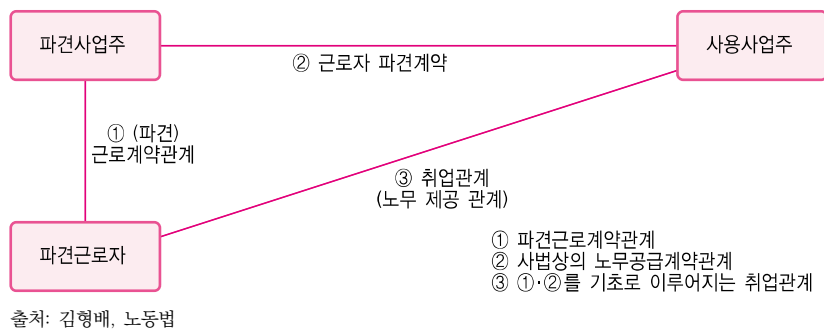 파견사업주
사용사업주
② 근로자 파견계약
① (파견)
근로계약관계
③ 취업관계
(노무 제공 관계)
파견근로자
① 파견근로계약관계
② 사법상의 노무공급계약관계
③ ①·②를 기초로 이루어지는 취업관계
출처: 김형배, 노동법